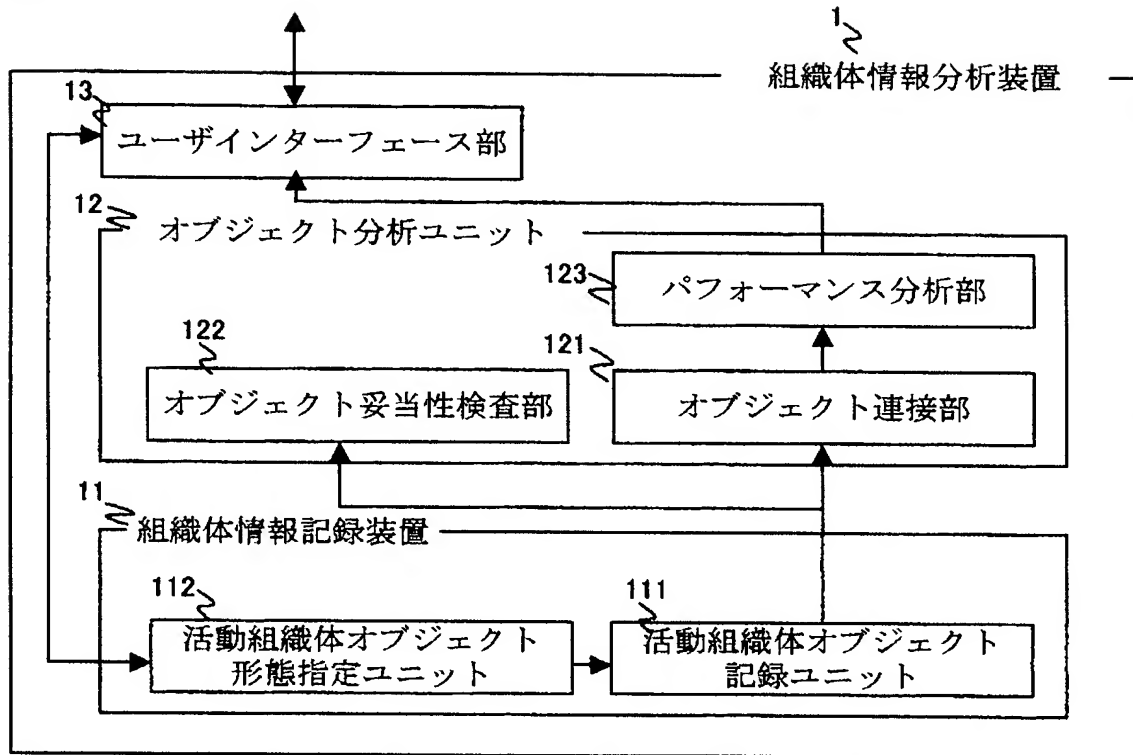 1
組織体情報分析装置
13
ユーザインターフェース部
12
オブジェクト分析ユニット
123
パフォーマンス分析部
122
オブジェクト妥当性検査部
121
オブジェクト連接部
11
組織体情報記録装置
112
活動組織体オブジェクト
形態指定ユニット
111
活動組織体オブジェクト
記録ユニット